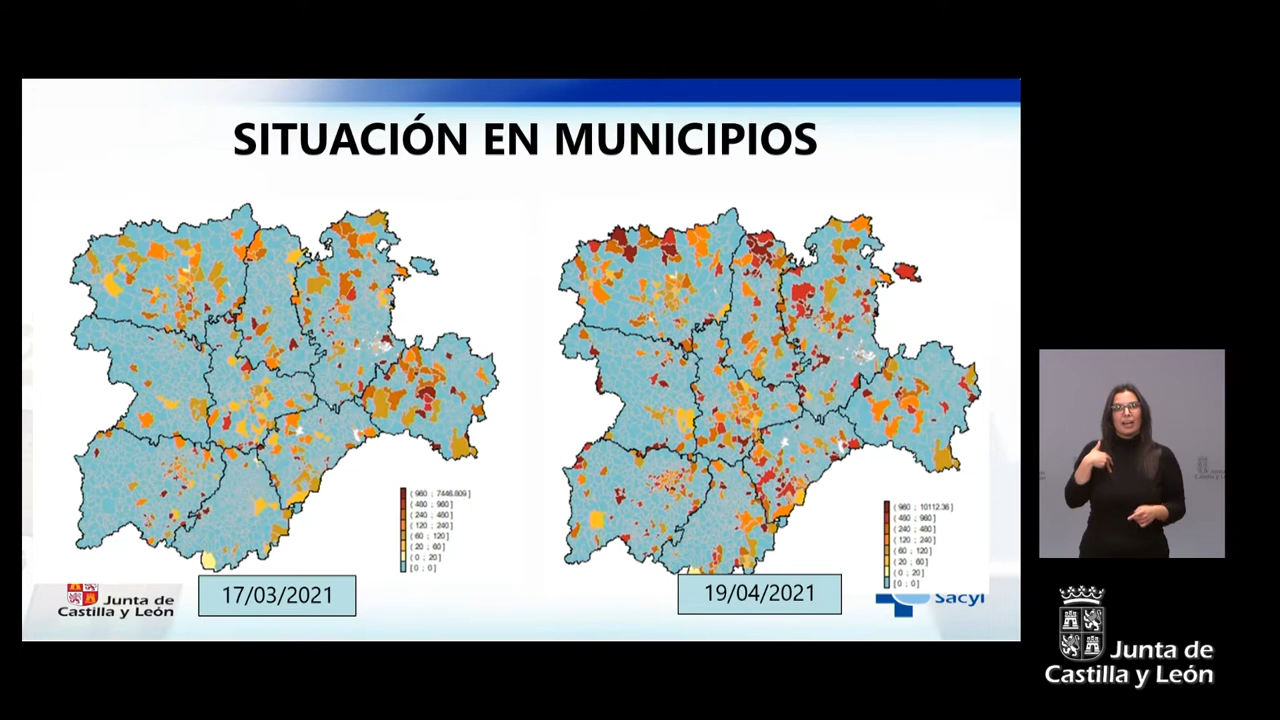 SITUACIÓN EN MUNICIPIOS
( 960 ; 7446.809 ]
( 480 ; 960 ]
( 240 ; 480 ]
( 120 ; 240 ]
( 60 ; 120 ]
( 20 ; 60 ]
( 0 ; 20 ]
[ 0 ; 0 ]
( 960 ; 10112.36 ]
( 480 ; 960 ]
( 240 ; 480 ]
( 120 ; 240 ]
( 60 ; 120 ]
( 20 ; 60 ]
( 0 ; 20 ]
[ 0 ; 0 ]
17/03/2021
19/04/2021
Junta de
Castilla y León
Sacyl
Junta de
Castilla y León